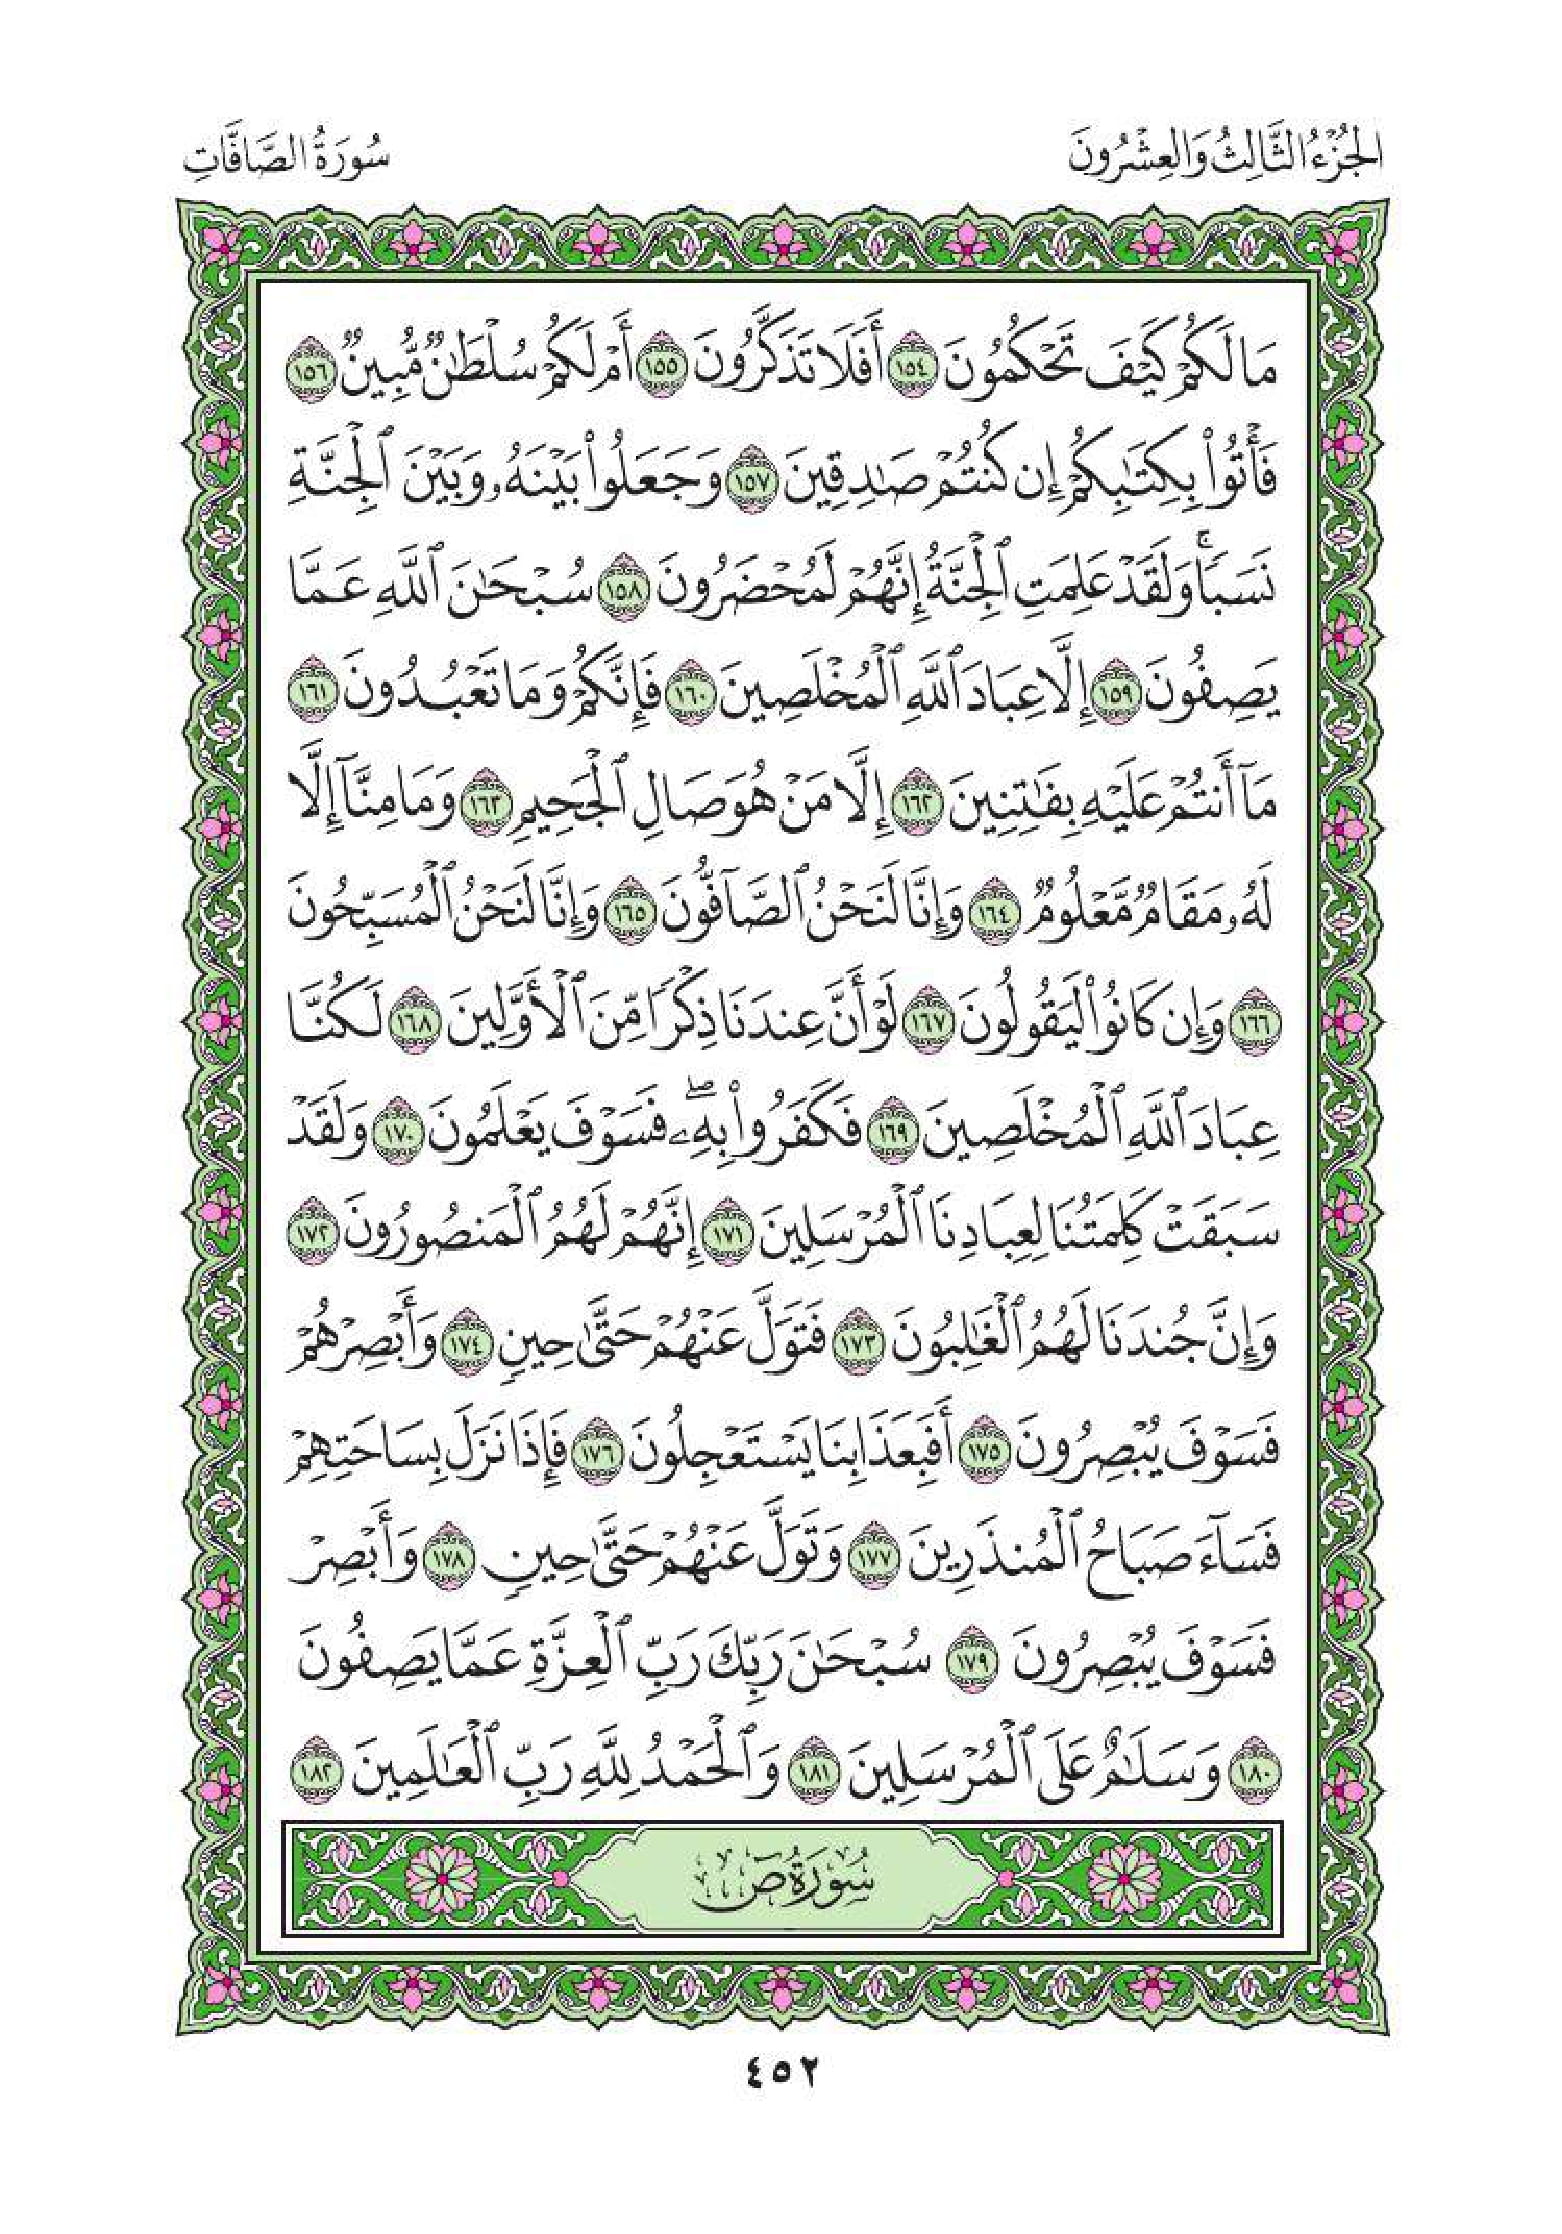 الجُزْءُ الثَّالِثُ وَالعِشْرُونَ
سُورَةُ الصَّافَّاتِ
مَا لَكُمْ كَيْفَ تَحْكُمُونَ ١٥٤ أَفَلَا تَذَكَّرُونَ ١٥٥ أَمْ لَكُمْ سُلْطَٰنٌ مُّبِينٌ ١٥٦
فَأْتُوا۟ بِكِتَٰبِكُمْ إِن كُنتُمْ صَٰدِقِينَ ١٥٧ وَجَعَلُوا۟ بَيْنَهُۥ وَبَيْنَ ٱلْجِنَّةِ
نَسَبًا ۚ وَلَقَدْ عَلِمَتِ ٱلْجِنَّةُ إِنَّهُمْ لَمُحْضَرُونَ ١٥٨ سُبْحَٰنَ ٱللَّهِ عَمَّا
يَصِفُونَ ١٥٩ إِلَّا عِبَادَ ٱللَّهِ ٱلْمُخْلَصِينَ ١٦٠ فَإِنَّكُمْ وَمَا تَعْبُدُونَ ١٦١
مَآ أَنتُمْ عَلَيْهِ بِفَٰتِنِينَ ١٦٢ إِلَّا مَنْ هُوَ صَالِ ٱلْجَحِيمِ ١٦٣ وَمَا مِنَّآ إِلَّا
لَهُۥ مَقَامٌ مَّعْلُومٌ ١٦٤ وَإِنَّا لَنَحْنُ ٱلصَّآفُّونَ ١٦٥ وَإِنَّا لَنَحْنُ ٱلْمُسَبِّحُونَ
١٦٦ وَإِن كَانُوا۟ لَيَقُولُونَ ١٦٧ لَوْ أَنَّ عِندَنَا ذِكْرًا مِّنَ ٱلْأَوَّلِينَ ١٦٨ لَكُنَّا
عِبَادَ ٱللَّهِ ٱلْمُخْلَصِينَ ١٦٩ فَكَفَرُوا۟ بِهِۦ ۖ فَسَوْفَ يَعْلَمُونَ ١٧٠ وَلَقَدْ
سَبَقَتْ كَلِمَتُنَا لِعِبَادِنَا ٱلْمُرْسَلِينَ ١٧١ إِنَّهُمْ لَهُمُ ٱلْمَنصُورُونَ ١٧٢
وَإِنَّ جُندَنَا لَهُمُ ٱلْغَٰلِبُونَ ١٧٣ فَتَوَلَّ عَنْهُمْ حَتَّىٰ حِينٍ ١٧٤ وَأَبْصِرْهُمْ
فَسَوْفَ يُبْصِرُونَ ١٧٥ أَفَبِعَذَابِنَا يَسْتَعْجِلُونَ ١٧٦ فَإِذَا نَزَلَ بِسَاحَتِهِمْ
فَسَآءَ صَبَاحُ ٱلْمُنذَرِينَ ١٧٧ وَتَوَلَّ عَنْهُمْ حَتَّىٰ حِينٍ ١٧٨ وَأَبْصِرْ
فَسَوْفَ يُبْصِرُونَ ١٧٩ سُبْحَٰنَ رَبِّكَ رَبِّ ٱلْعِزَّةِ عَمَّا يَصِفُونَ
١٨٠ وَسَلَٰمٌ عَلَى ٱلْمُرْسَلِينَ ١٨١ وَٱلْحَمْدُ لِلَّهِ رَبِّ ٱلْعَٰلَمِينَ ١٨٢
سُورَةُ صٓ
٤٥٢